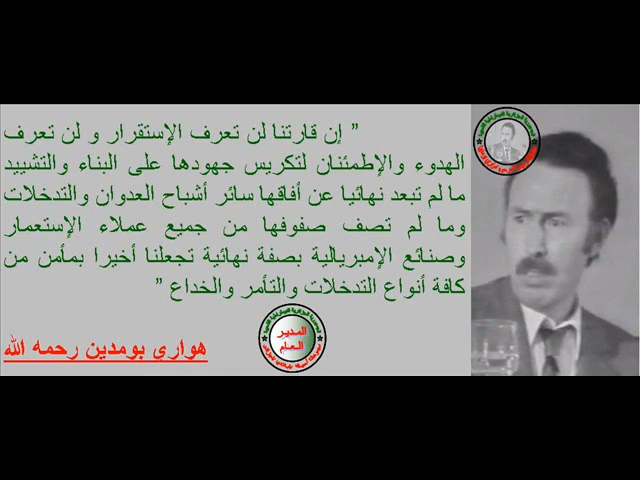 " إن قارتنا لن تعرف الإستقرار و لن تعرف
الهدوء والإطمئنان لتكريس جهودها على البناء والتشييد
ما لم تبعد نهائيا عن أفاقها سائر أشباح العدوان والتدخلات
وما لم تصف صفوفها من جميع عملاء الإستعمار
وصنائع الإمبريالية بصفة نهائية تجعلنا أخيرا بمأمن من
كافة أنواع التدخلات والتأمر والخداع "
المدير
العام
هواري بومدين رحمه الله